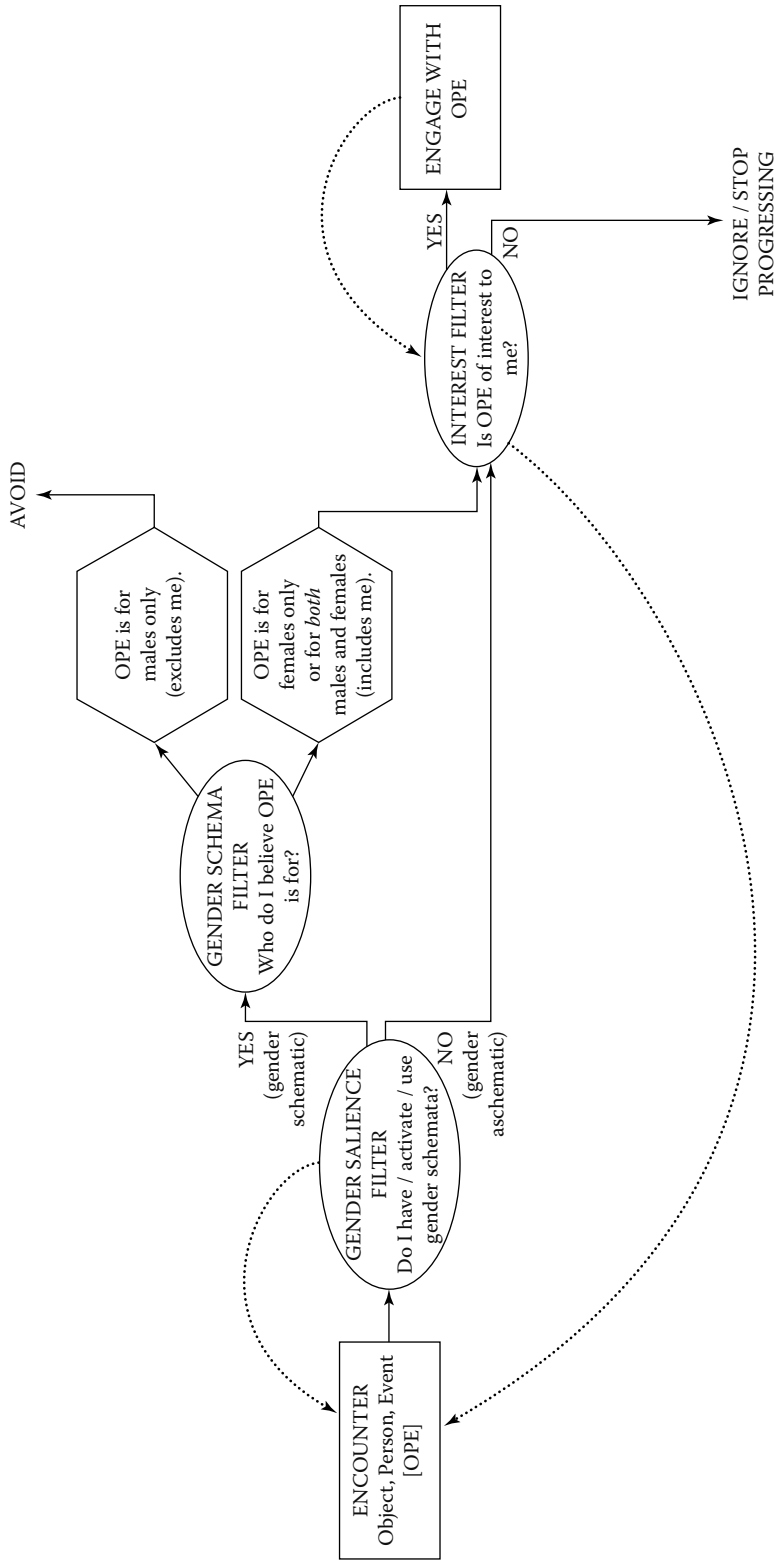 ENCOUNTER
Object, Person, Event
[OPE]
GENDER SALIENCE
FILTER
Do I have / activate / use
gender schemata?
YES
(gender
schematic)
NO
(gender
aschematic)
GENDER SCHEMA
FILTER
Who do I believe OPE
is for?
OPE is for
males only
(excludes me).
AVOID
OPE is for
females only
or for both
males and females
(includes me).
INTEREST FILTER
Is OPE of interest to
me?
YES
NO
ENGAGE WITH
OPE
IGNORE / STOP
PROGRESSING